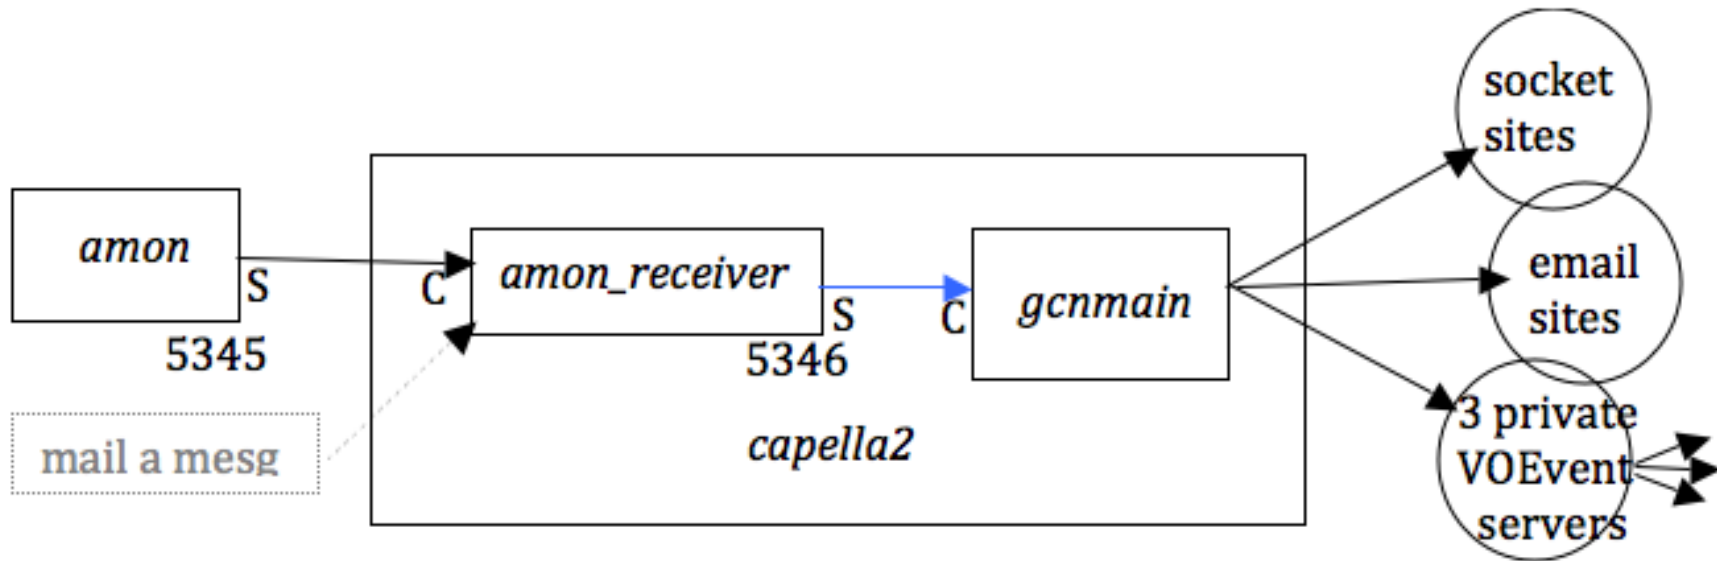 amon
S
5345
mail a mesg
C
amon_receiver
S
5346
C
gcnmain
capella2
socket
sites
email
sites
3 private
VOEvent
servers